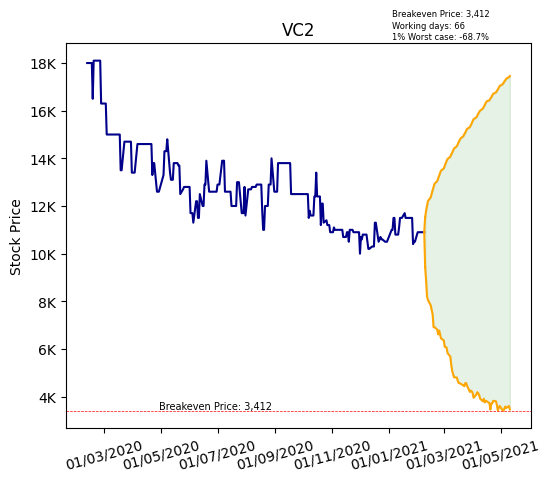 Breakeven Price: 3,412
Working days: 66
1% Worst case: -68.7%
VC2
Stock Price
18K
16K
14K
12K
10K
8K
6K
4K
Breakeven Price: 3,412
01/03/2020 01/05/2020 01/07/2020 01/09/2020 01/11/2020 01/01/2021 01/03/2021 01/05/2021